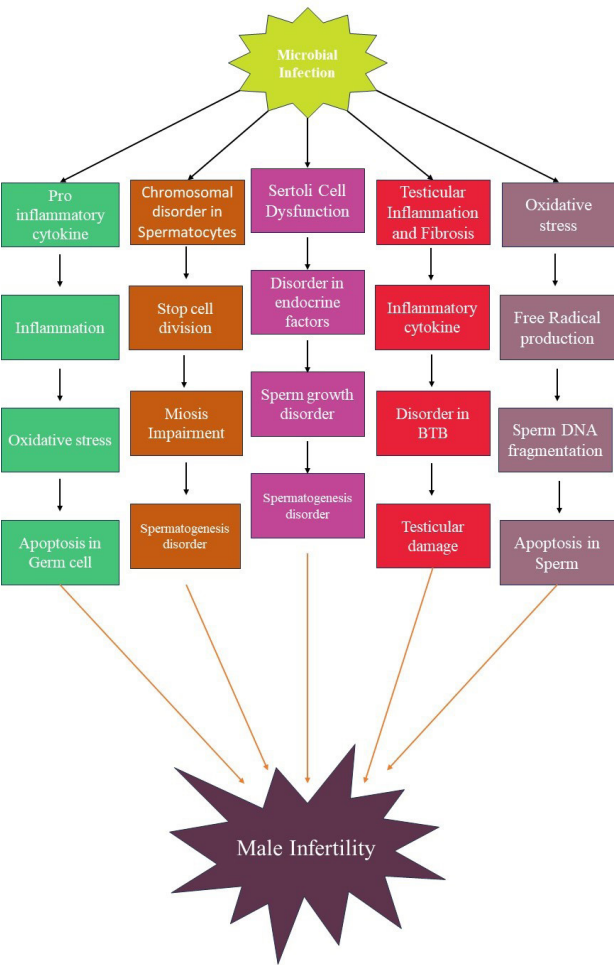 Microbial
Infection
Pro
inflammatory
cytokine
Inflammation
Oxidative stress
Apoptosis in
Germ cell
Chromosomal
disorder in
Spermatocytes
Stop cell
division
Miosis
Impairment
Spermatogenesis
disorder
Sertoli Cell
Dysfunction
Disorder in
endocrine
factors
Sperm growth
disorder
Spermatogenesis
disorder
Testicular
Inflammation
and Fibrosis
Inflammatory
cytokine
Disorder in
BTB
Testicular
damage
Oxidative
stress
Free Radical
production
Sperm DNA
fragmentation
Apoptosis in
Sperm
Male Infertility